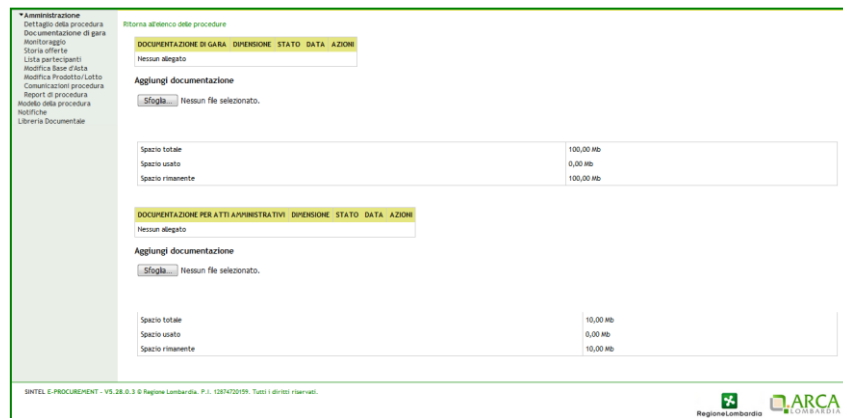 Amministrazione
Dettaglio della procedura
Documentazione di gara
Monitoraggio
Storia offerte
Lista partecipanti
Modifica Base d'Asta
Modifica Prodotto/Lotto
Comunicazioni procedura
Report di procedura
Modello della procedura
Notifiche
Libreria Documentale
Ritorna all'elenco delle procedure
DOCUMENTAZIONE DI GARA DIMENSIONE STATO DATA AZIONI
Nessun allegato
Aggiungi documentazione
Sfoglia... Nessun file selezionato.
Spazio totale 100,00 Mb
Spazio usato 0,00 Mb
Spazio rimanente 100,00 Mb
DOCUMENTAZIONE PER ATTI AMMINISTRATIVI DIMENSIONE STATO DATA AZIONI
Nessun allegato
Aggiungi documentazione
Sfoglia... Nessun file selezionato.
Spazio totale 10,00 Mb
Spazio usato 0,00 Mb
Spazio rimanente 10,00 Mb
SINTEL E-PROCUREMENT - V5.28.0.3 © Regione Lombardia. P.I. 12874720159. Tutti i diritti riservati.
RegioneLombardia
ARCA
LOMBARDIA